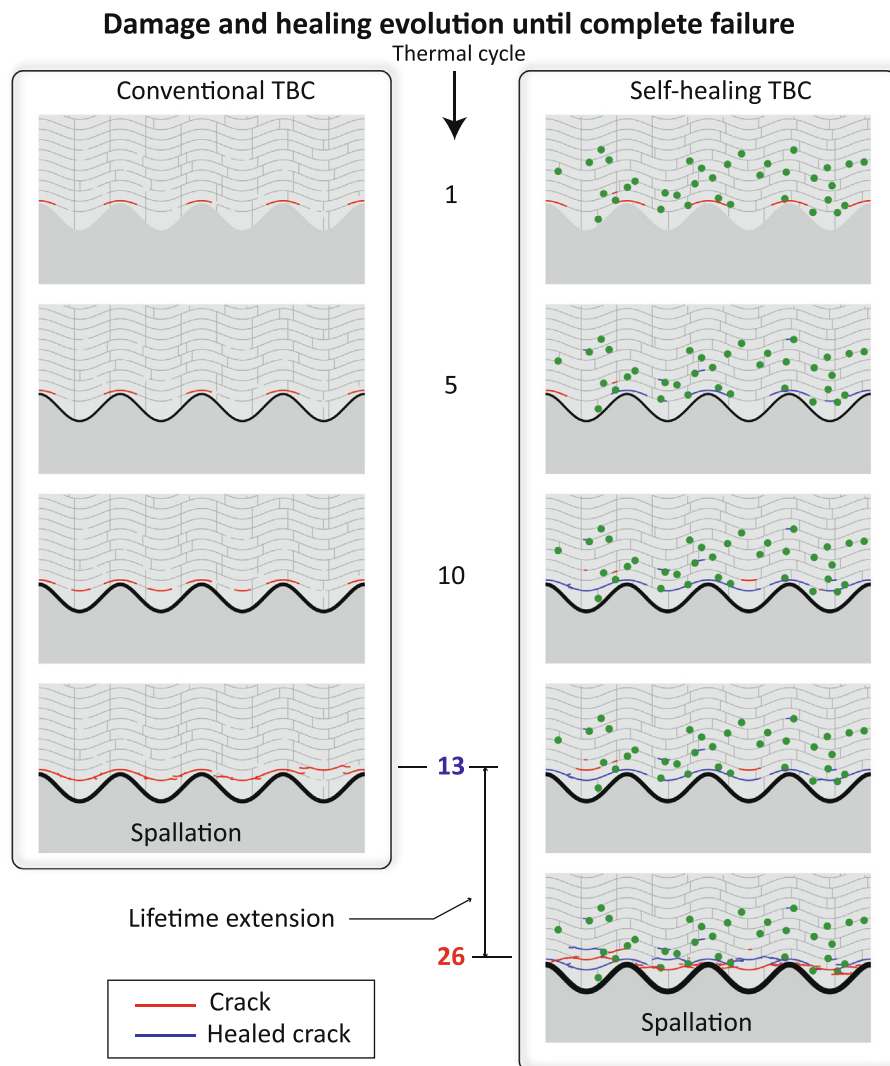 Damage and healing evolution until complete failure
Thermal cycle
Conventional TBC
Self-healing TBC
1
5
10
13
Spallation
Lifetime extension
26
Spallation
Crack
Healed crack